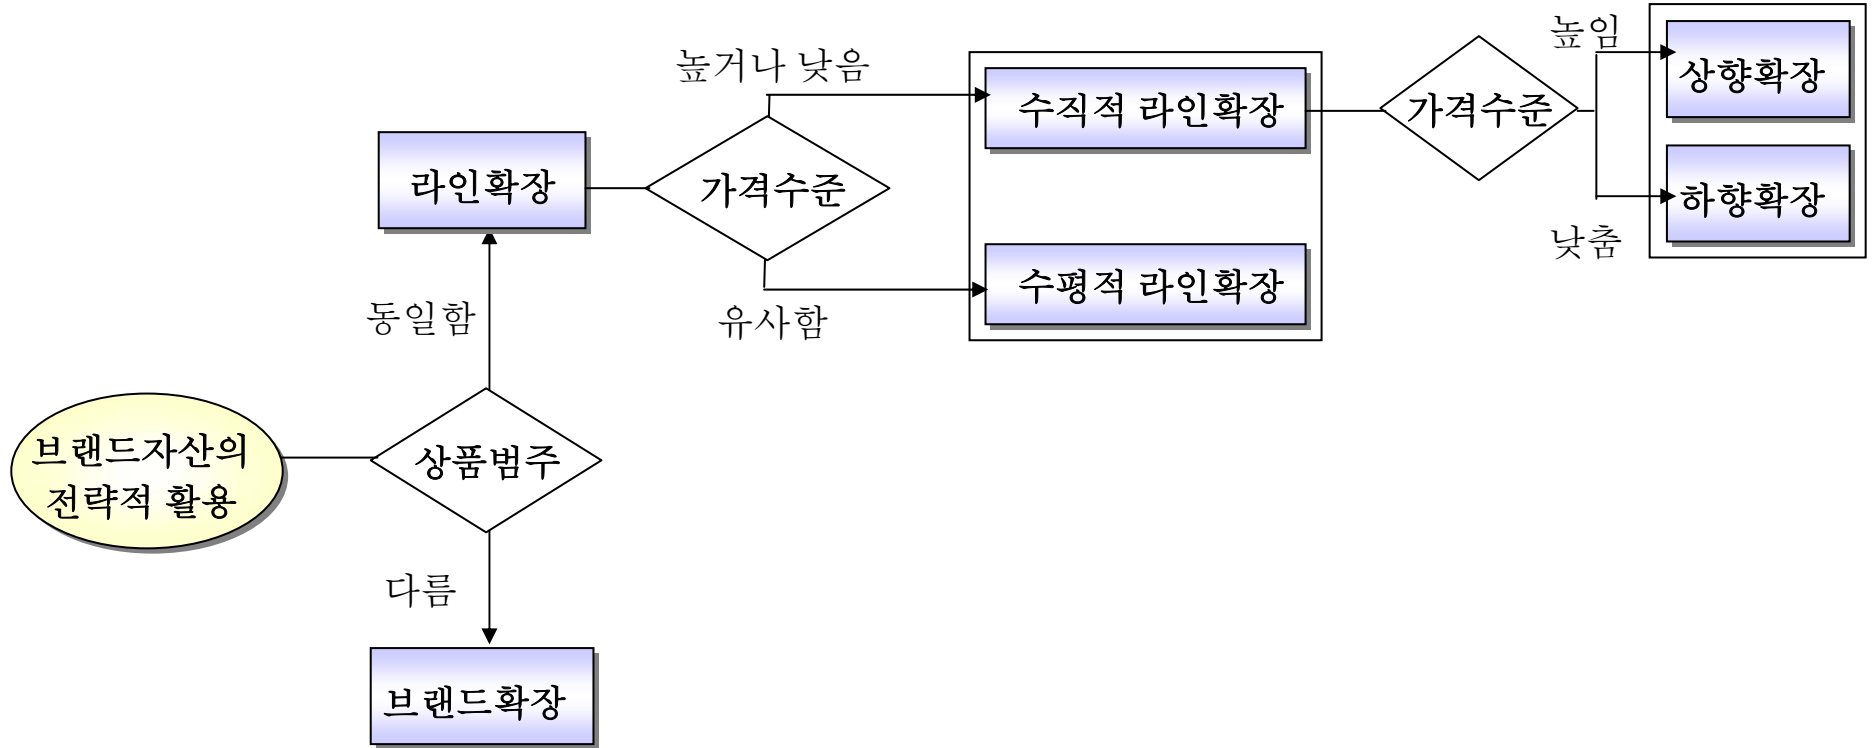 높임
상향확장
높거나 낮음
수직적 라인확장
가격수준
라인확장
가격수준
하향확장
낮춤
수평적 라인확장
동일함
유사함
브랜드자산의
전략적 활용
상품범주
다름
브랜드확장